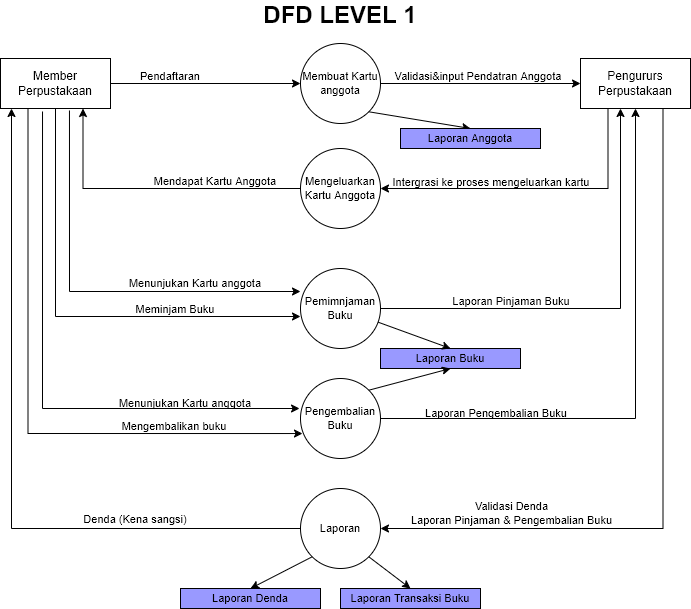 DFD LEVEL 1
Member
Perpustakaan
Pendaftaran
Membuat Kartu
anggota
Validasi&input Pendatran Anggota
Pengururs
Perpustakaan
Laporan Anggota
Mendapat Kartu Anggota
Mengeluarkan
Kartu Anggota
Intergrasi ke proses mengeluarkan kartu
Menunjukan Kartu anggota
Meminjam Buku
Pemimnjaman
Buku
Laporan Pinjaman Buku
Laporan Buku
Menunjukan Kartu anggota
Mengembalikan buku
Pengembalian
Buku
Laporan Pengembalian Buku
Denda (Kena sangsi)
Laporan
Validasi Denda
Laporan Pinjaman & Pengembalian Buku
Laporan Denda
Laporan Transaksi Buku